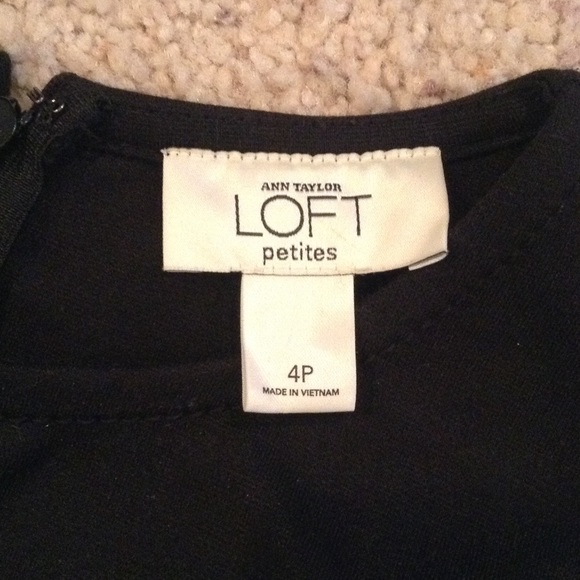 ANN TAYLOR
LOFT
petites
4P
MADE IN VIETNAM